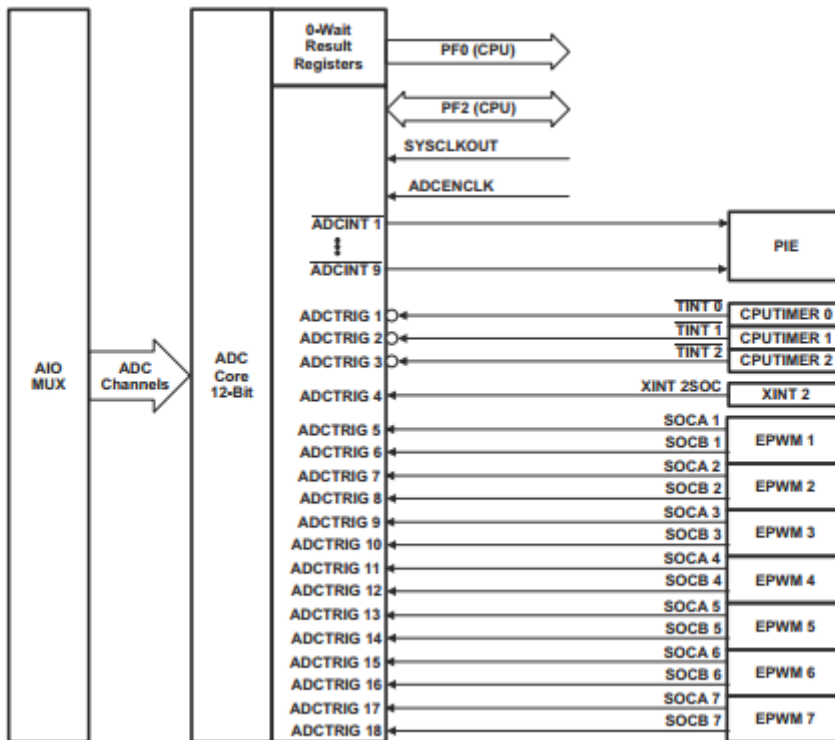 0-Wait
Result
Registers
PF0 (CPU)
PF2 (CPU)
SYSCLKOUT
ADCENCLK
ADCINT 1
ADCINT 9
PIE
ADCTRIG 1
TINT 0
CPUTIMER 0
ADCTRIG 2
TINT 1
CPUTIMER 1
ADCTRIG 3
TINT 2
CPUTIMER 2
AIO
MUX
ADC
Channels
ADC
Core
12-Bit
ADCTRIG 4
XINT 2SOC
XINT 2
ADCTRIG 5
SOCA 1
ADCTRIG 6
SOCB 1
EPWM 1
ADCTRIG 7
SOCA 2
ADCTRIG 8
SOCB 2
EPWM 2
ADCTRIG 9
SOCA 3
ADCTRIG 10
SOCB 3
EPWM 3
ADCTRIG 11
SOCA 4
ADCTRIG 12
SOCB 4
EPWM 4
ADCTRIG 13
SOCA 5
ADCTRIG 14
SOCB 5
EPWM 5
ADCTRIG 15
SOCA 6
ADCTRIG 16
SOCB 6
EPWM 6
ADCTRIG 17
SOCA 7
ADCTRIG 18
SOCB 7
EPWM 7